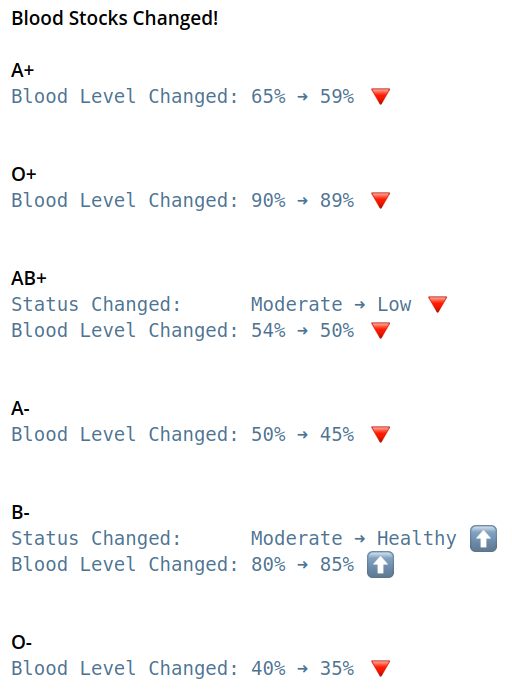 Blood Stocks Changed!
A+
Blood Level Changed: 65% → 59% 🔻
O+
Blood Level Changed: 90% → 89% 🔻
AB+
Status Changed: Moderate → Low 🔻
Blood Level Changed: 54% → 50% 🔻
A-
Blood Level Changed: 50% → 45% 🔻
B-
Status Changed: Moderate → Healthy ⬆️
Blood Level Changed: 80% → 85% ⬆️
O-
Blood Level Changed: 40% → 35% 🔻